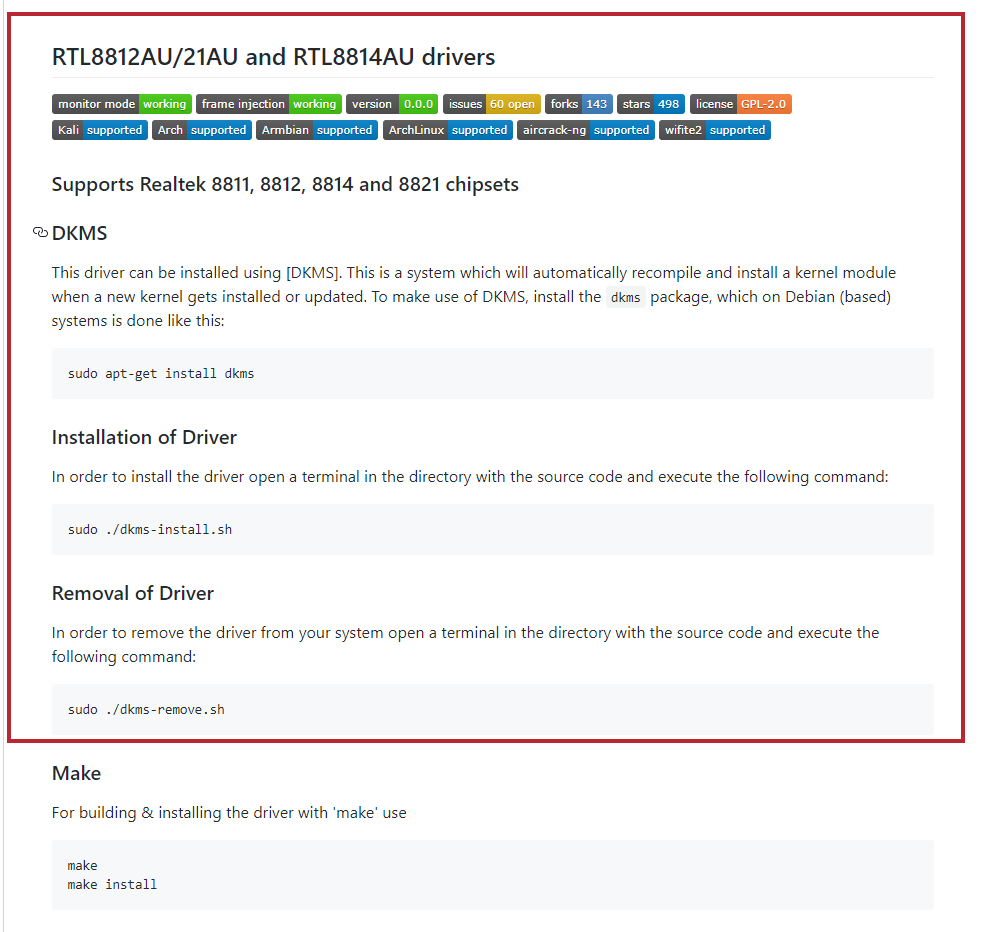 RTL8812AU/21AU and RTL8814AU drivers
monitor mode working frame injection working version 0.0.0 issues 60 open forks 143 stars 498 license GPL-2.0
Kali supported Arch supported Armbian supported ArchLinux supported aircrack-ng supported wifite2 supported
Supports Realtek 8811, 8812, 8814 and 8821 chipsets
DKMS
This driver can be installed using [DKMS]. This is a system which will automatically recompile and install a kernel module
when a new kernel gets installed or updated. To make use of DKMS, install the dkms package, which on Debian (based)
systems is done like this:
sudo apt-get install dkms
Installation of Driver
In order to install the driver open a terminal in the directory with the source code and execute the following command:
sudo ./dkms-install.sh
Removal of Driver
In order to remove the driver from your system open a terminal in the directory with the source code and execute the
following command:
sudo ./dkms-remove.sh
Make
For building & installing the driver with 'make' use
make
make install